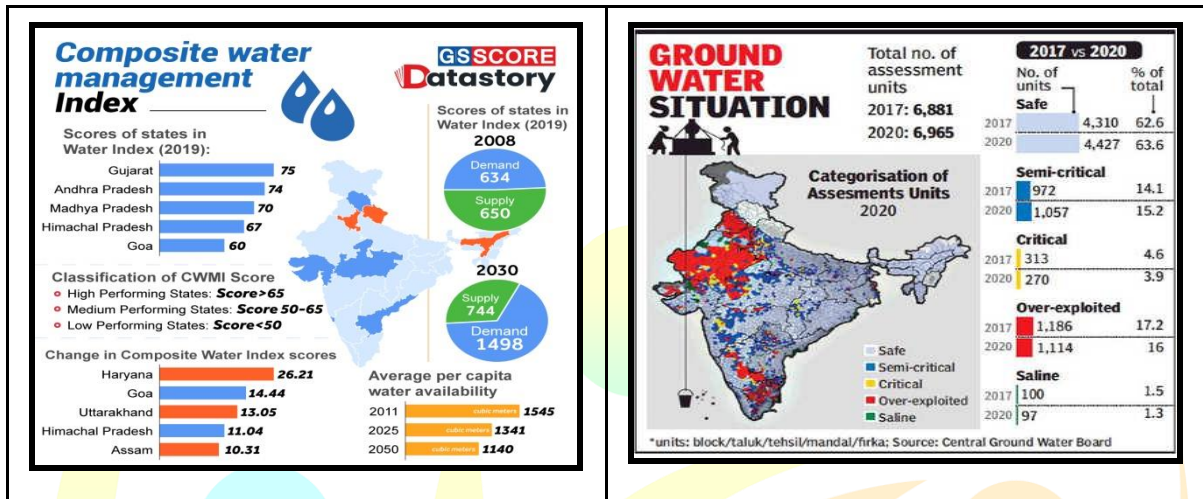 Composite water
management
Index
GSSCORE
Datastory
Scores of states in
Water Index (2019):
Gujarat 75
Andhra Pradesh 74
Madhya Pradesh 70
Himachal Pradesh 67
Goa 60
Classification of CWMI Score
High Performing States: Score>65
Medium Performing States: Score 50-65
Low Performing States: Score<50
Change in Composite Water Index scores
Haryana 26.21
Goa 14.44
Uttarakhand 13.05
Himachal Pradesh 11.04
Assam 10.31
Scores of states in
Water Index (2019)
2008
Demand
634
Supply
650
2030
Supply
744
Demand
1498
Average per capita
water availability
2011 cubic meters 1545
2025 cubic meters 1341
2050 cubic meters 1140
GROUND
WATER
SITUATION
Total no. of
assessment
units
2017: 6,881
2020: 6,965
Categorisation of
Assesments Units
2020
Safe
Semi-critical
Critical
Over-exploited
Saline
2017 vs 2020
No. of units
% of total
Safe
2017 4,310 62.6
2020 4,427 63.6
Semi-critical
2017 972 14.1
2020 1,057 15.2
Critical
2017 313 4.6
2020 270 3.9
Over-exploited
2017 1,186 17.2
2020 1,114 16
Saline
2017 100 1.5
2020 97 1.3
*units: block/taluk/tehsil/mandal/firka; Source: Central Ground Water Board